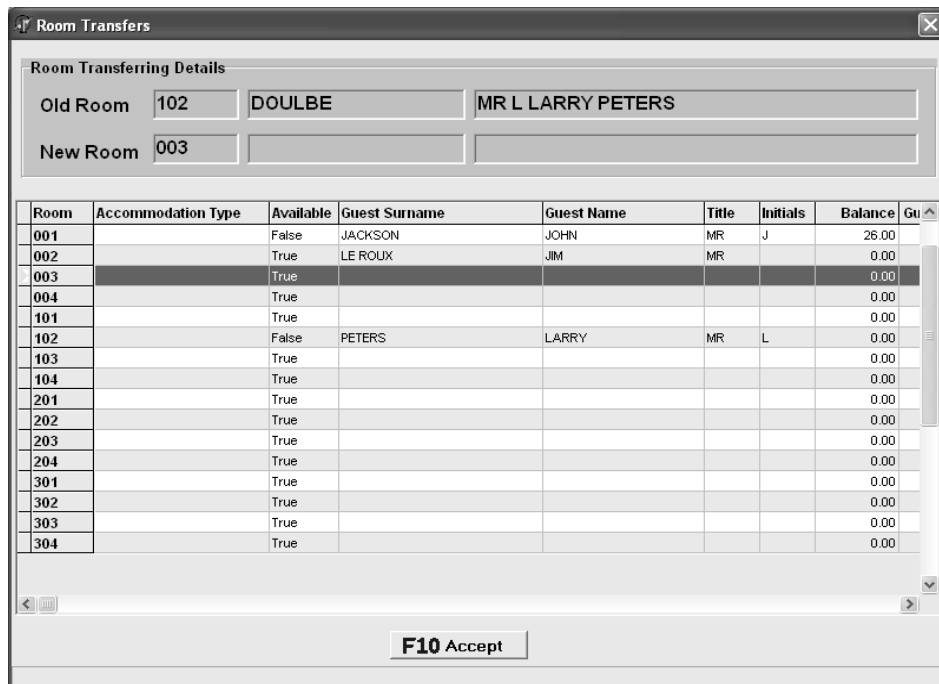 Room Transfers
Room Transferring Details
Old Room 102 DOULBE MR L LARRY PETERS
New Room 003
Room Accommodation Type Available Guest Surname Guest Name Title Initials Balance Gu
001 False JACKSON JOHN MR J 26.00
002 True LE ROUX JIM MR 0.00
003 True 0.00
004 True 0.00
101 True 0.00
102 False PETERS LARRY MR L 0.00
103 True 0.00
104 True 0.00
201 True 0.00
202 True 0.00
203 True 0.00
204 True 0.00
301 True 0.00
302 True 0.00
303 True 0.00
304 True 0.00
F10 Accept